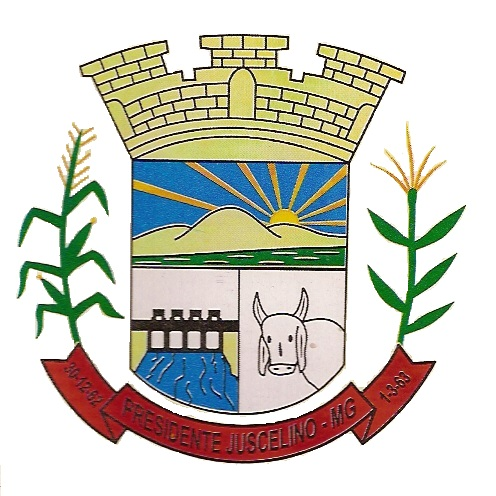 30-12-62
PRESIDENTE JUSCELINO - MG
1-3-63